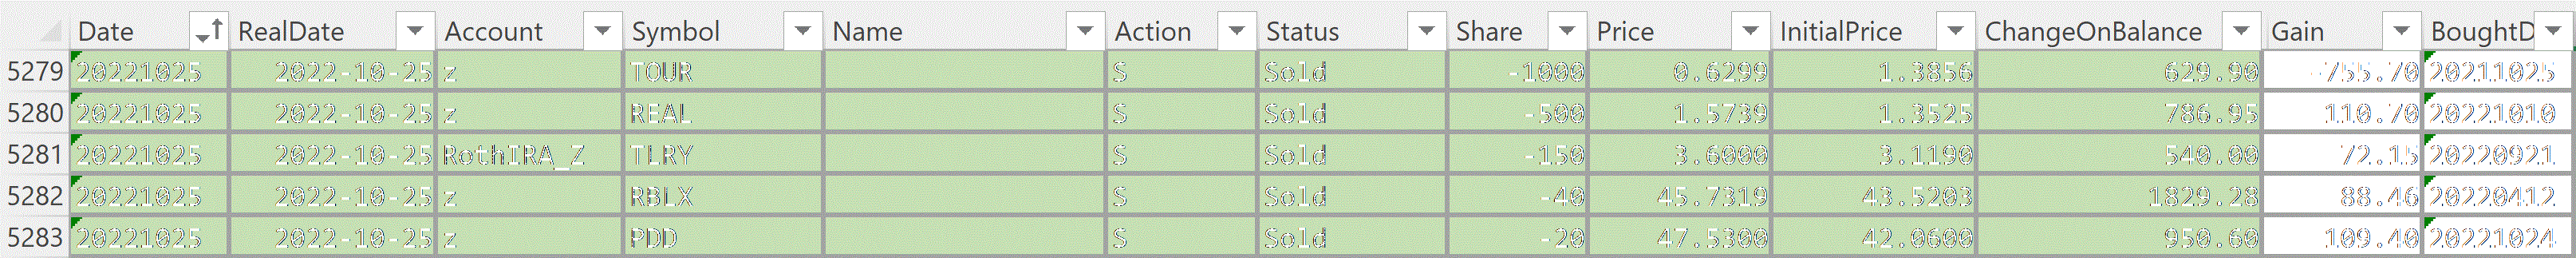 Date RealDate Account Symbol Name Action Status Share Price InitialPrice ChangeOnBalance Gain BoughtD
5279 20221025 2022-10-25 z TOUR S Sold -1000 0.6299 1.3856 629.90 -755.70 20211025
5280 20221025 2022-10-25 z REAL S Sold -500 1.5739 1.3525 786.95 110.70 20221010
5281 20221025 2022-10-25 RothIRA_Z TLRY S Sold -150 3.6000 3.1190 540.00 72.15 20220921
5282 20221025 2022-10-25 z RBLX S Sold -40 45.7319 43.5203 1829.28 88.46 20220412
5283 20221025 2022-10-25 z PDD S Sold -20 47.5300 42.0600 950.60 109.40 20221024